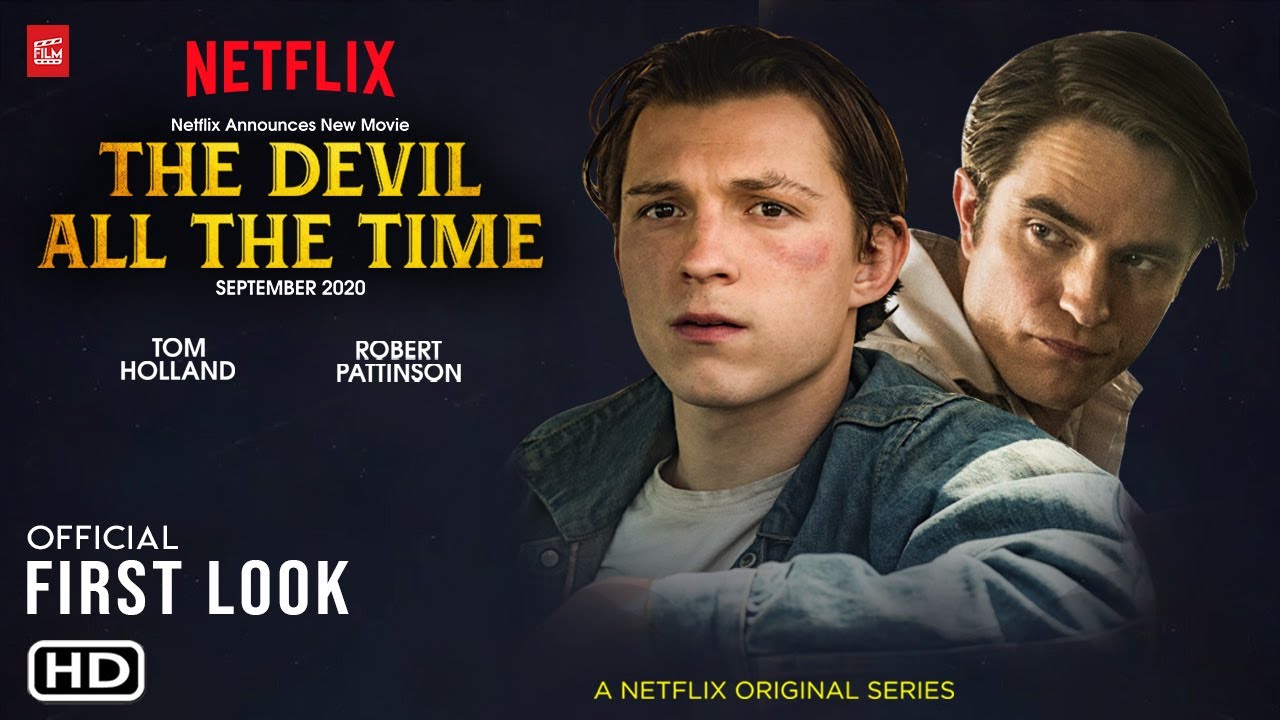 FILM
NETFLIX
Netflix Announces New Movie
THE DEVIL
ALL THE TIME
SEPTEMBER 2020
TOM
HOLLAND
ROBERT
PATTINSON
OFFICIAL
FIRST LOOK
HD
A NETFLIX ORIGINAL SERIES